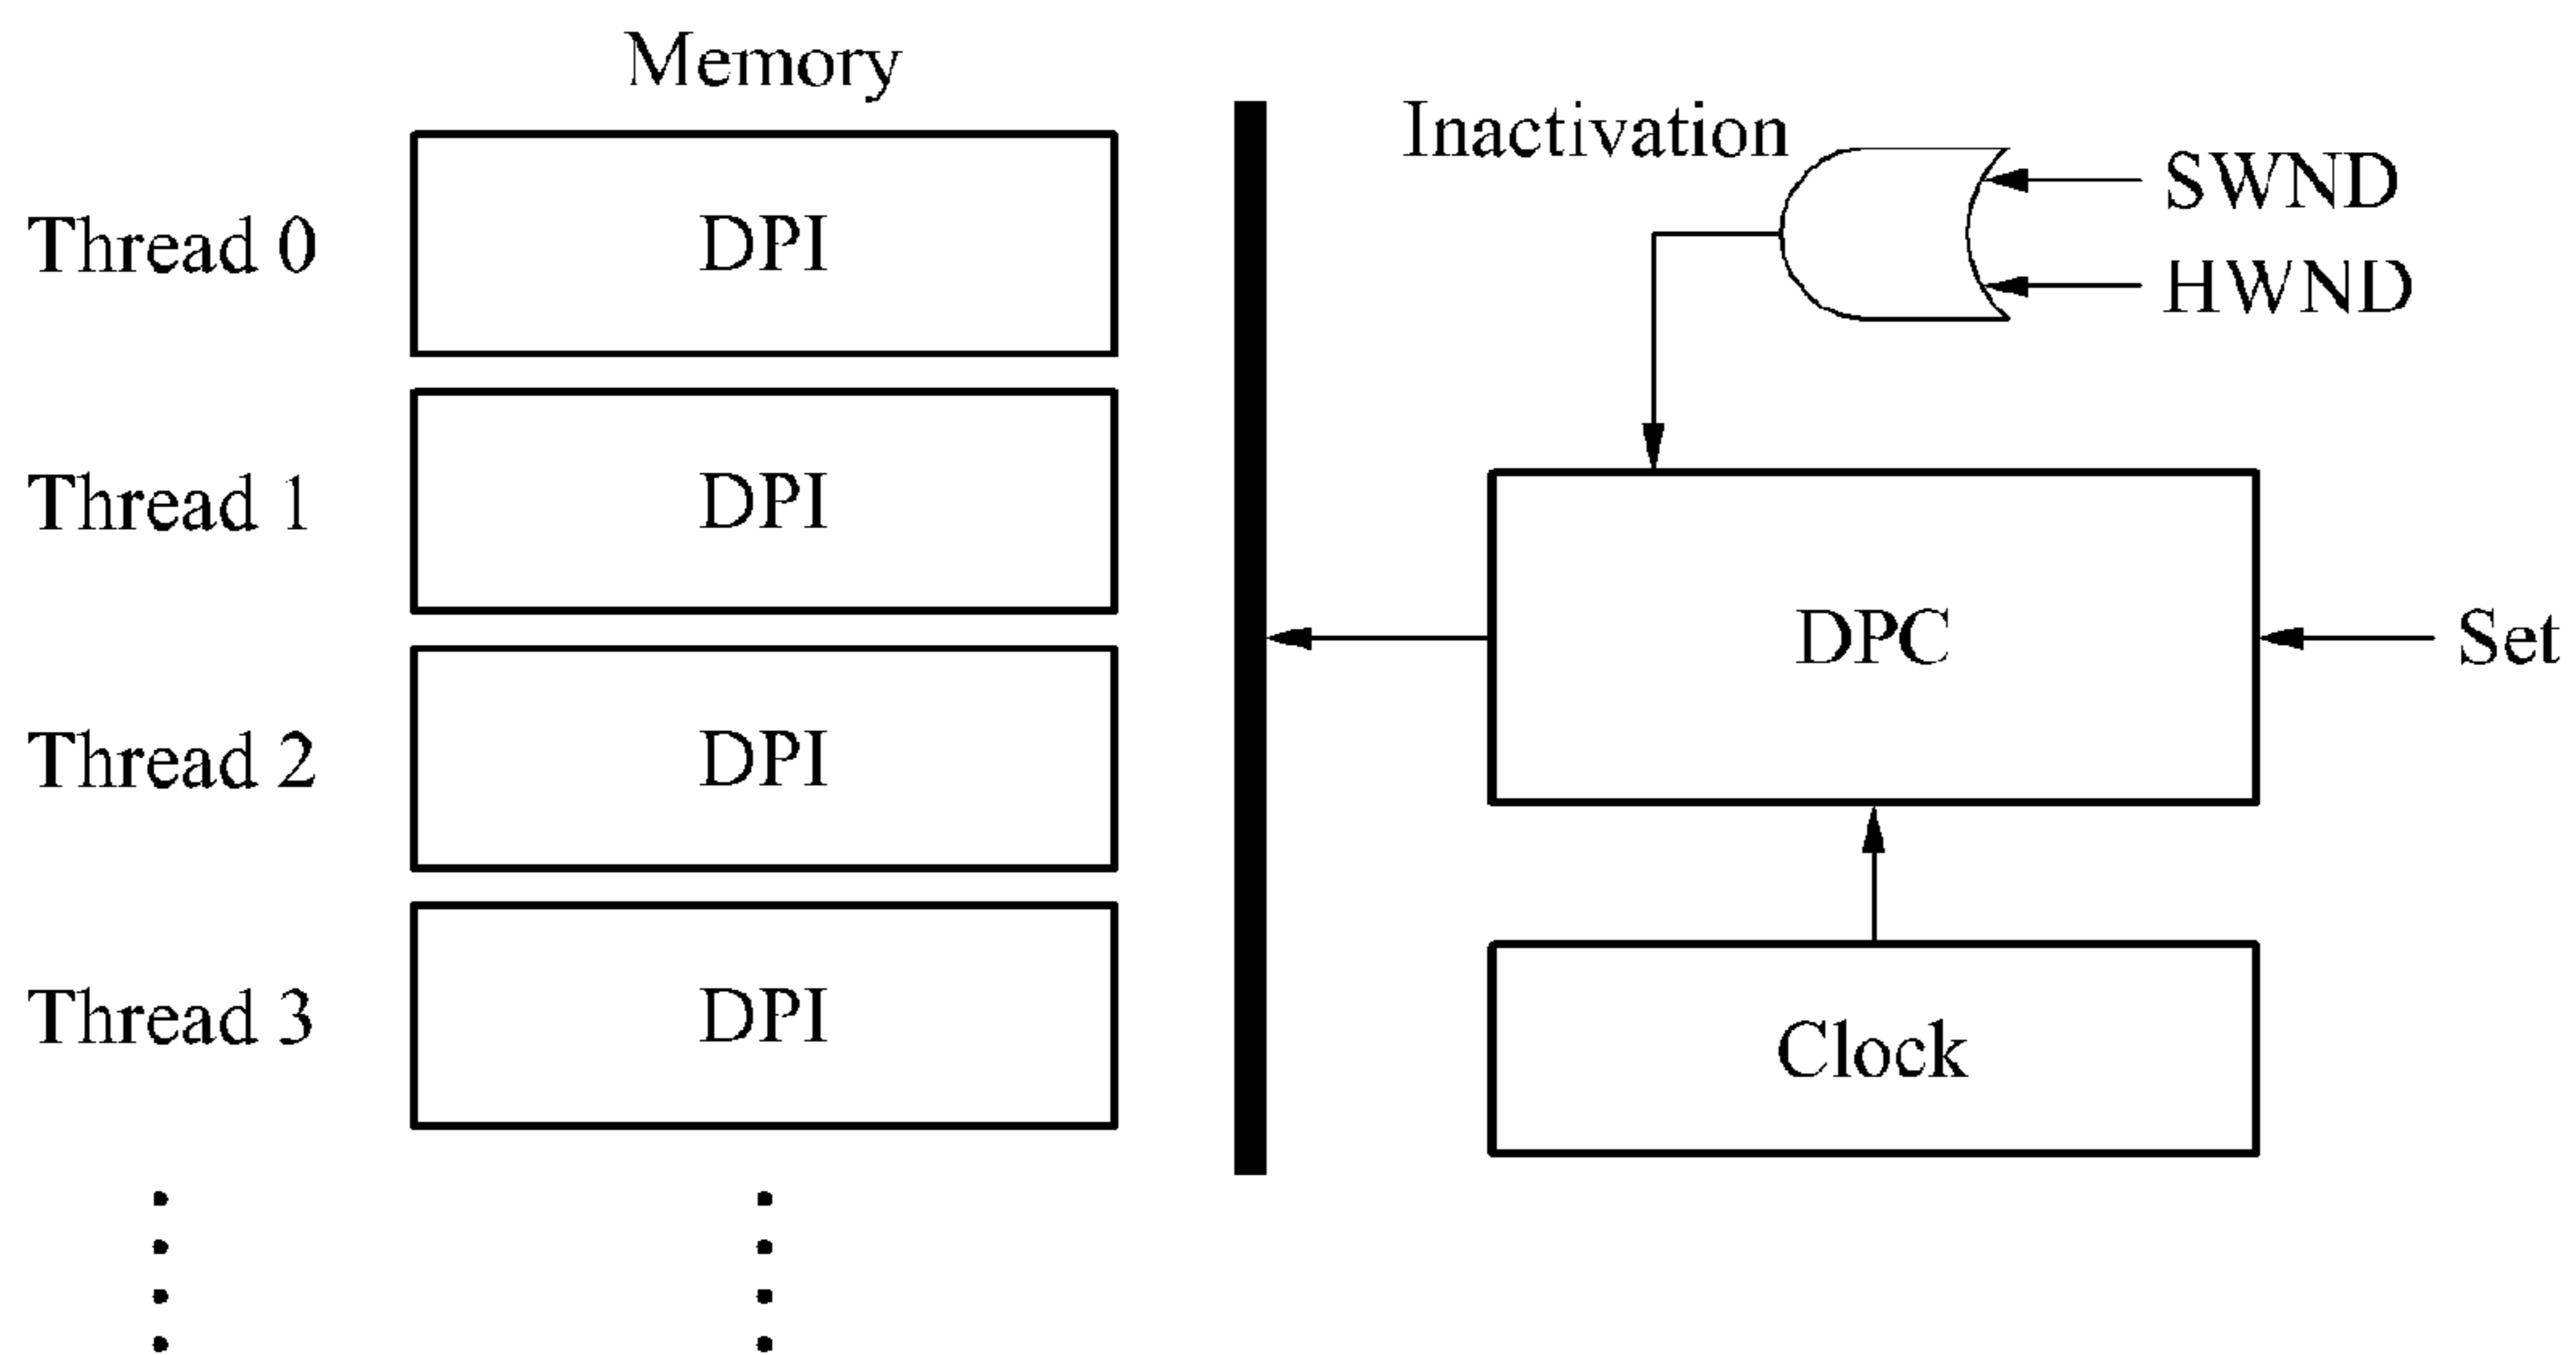 Memory
Inactivation
SWND
HWND
Thread 0
DPI
Thread 1
DPI
DPC
Set
Thread 2
DPI
Thread 3
DPI
Clock